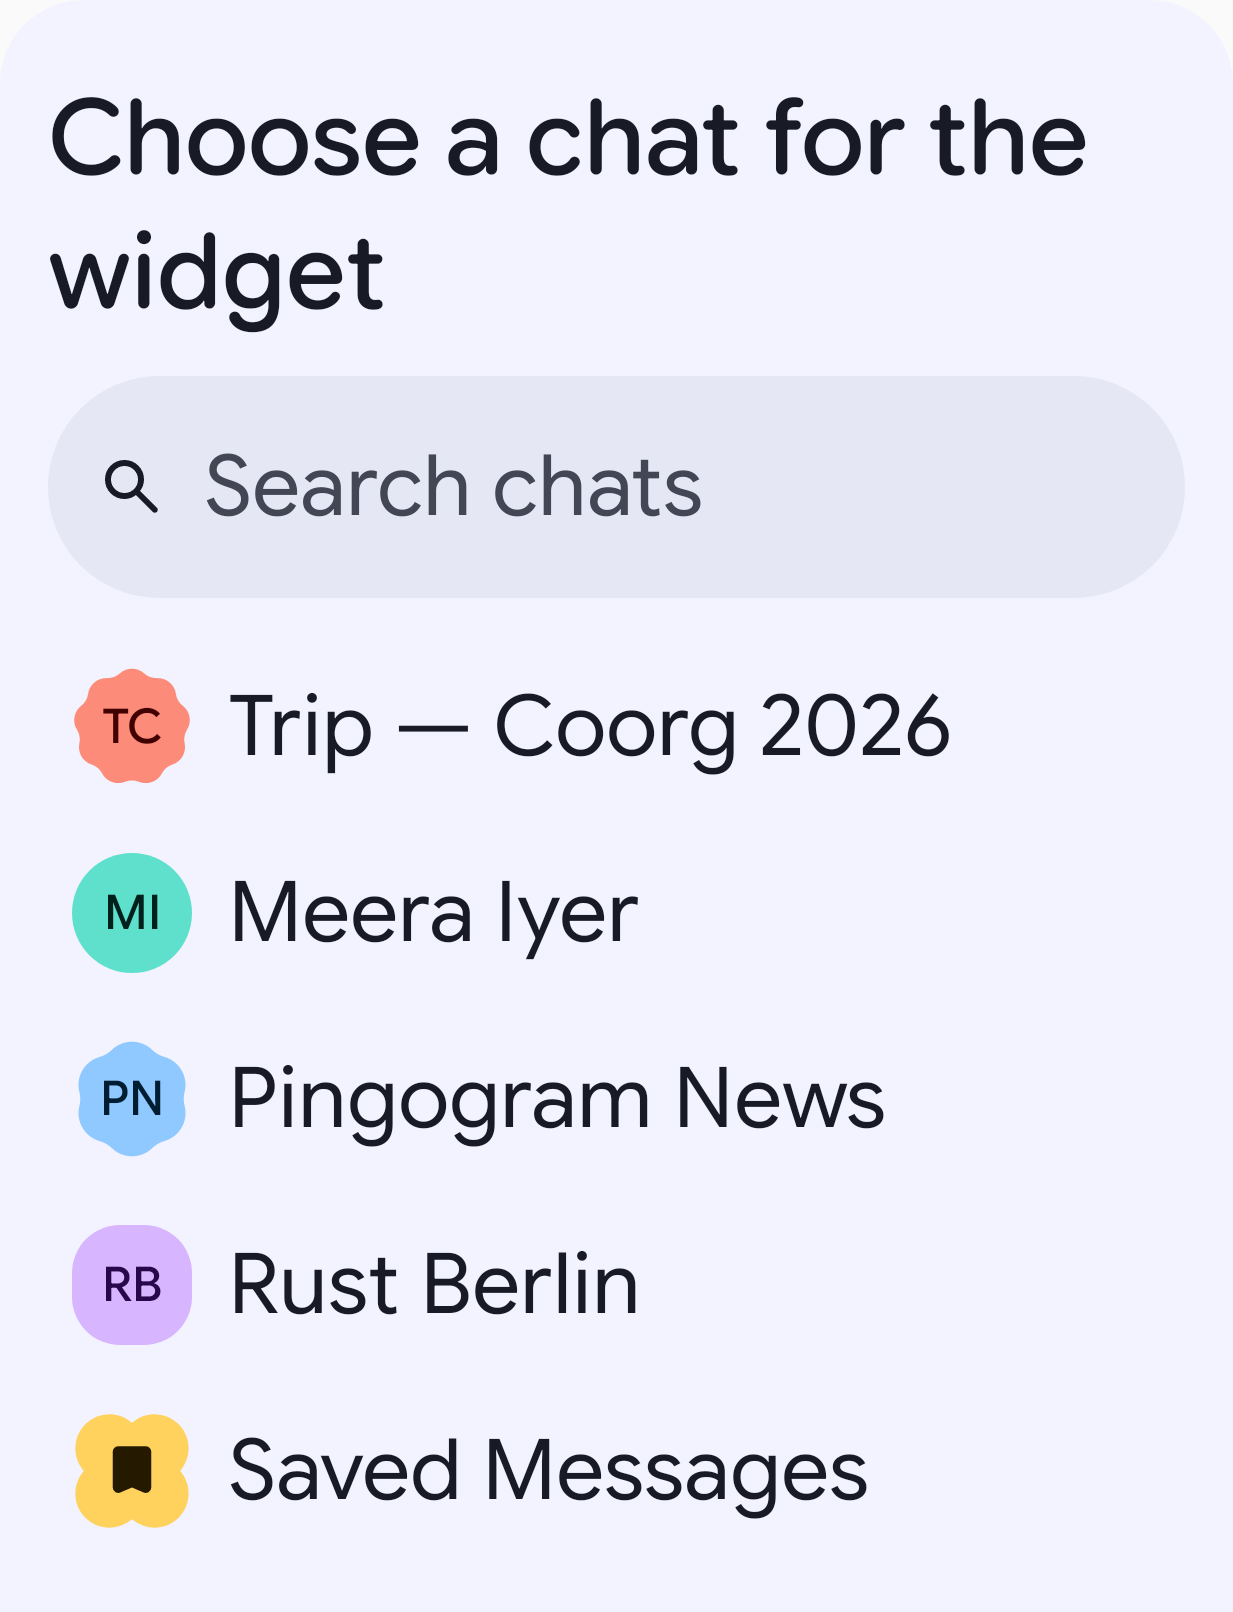 Choose a chat for the
widget
Search chats
TC Trip — Coorg 2026
MI Meera Iyer
PN Pingogram News
RB Rust Berlin
Saved Messages